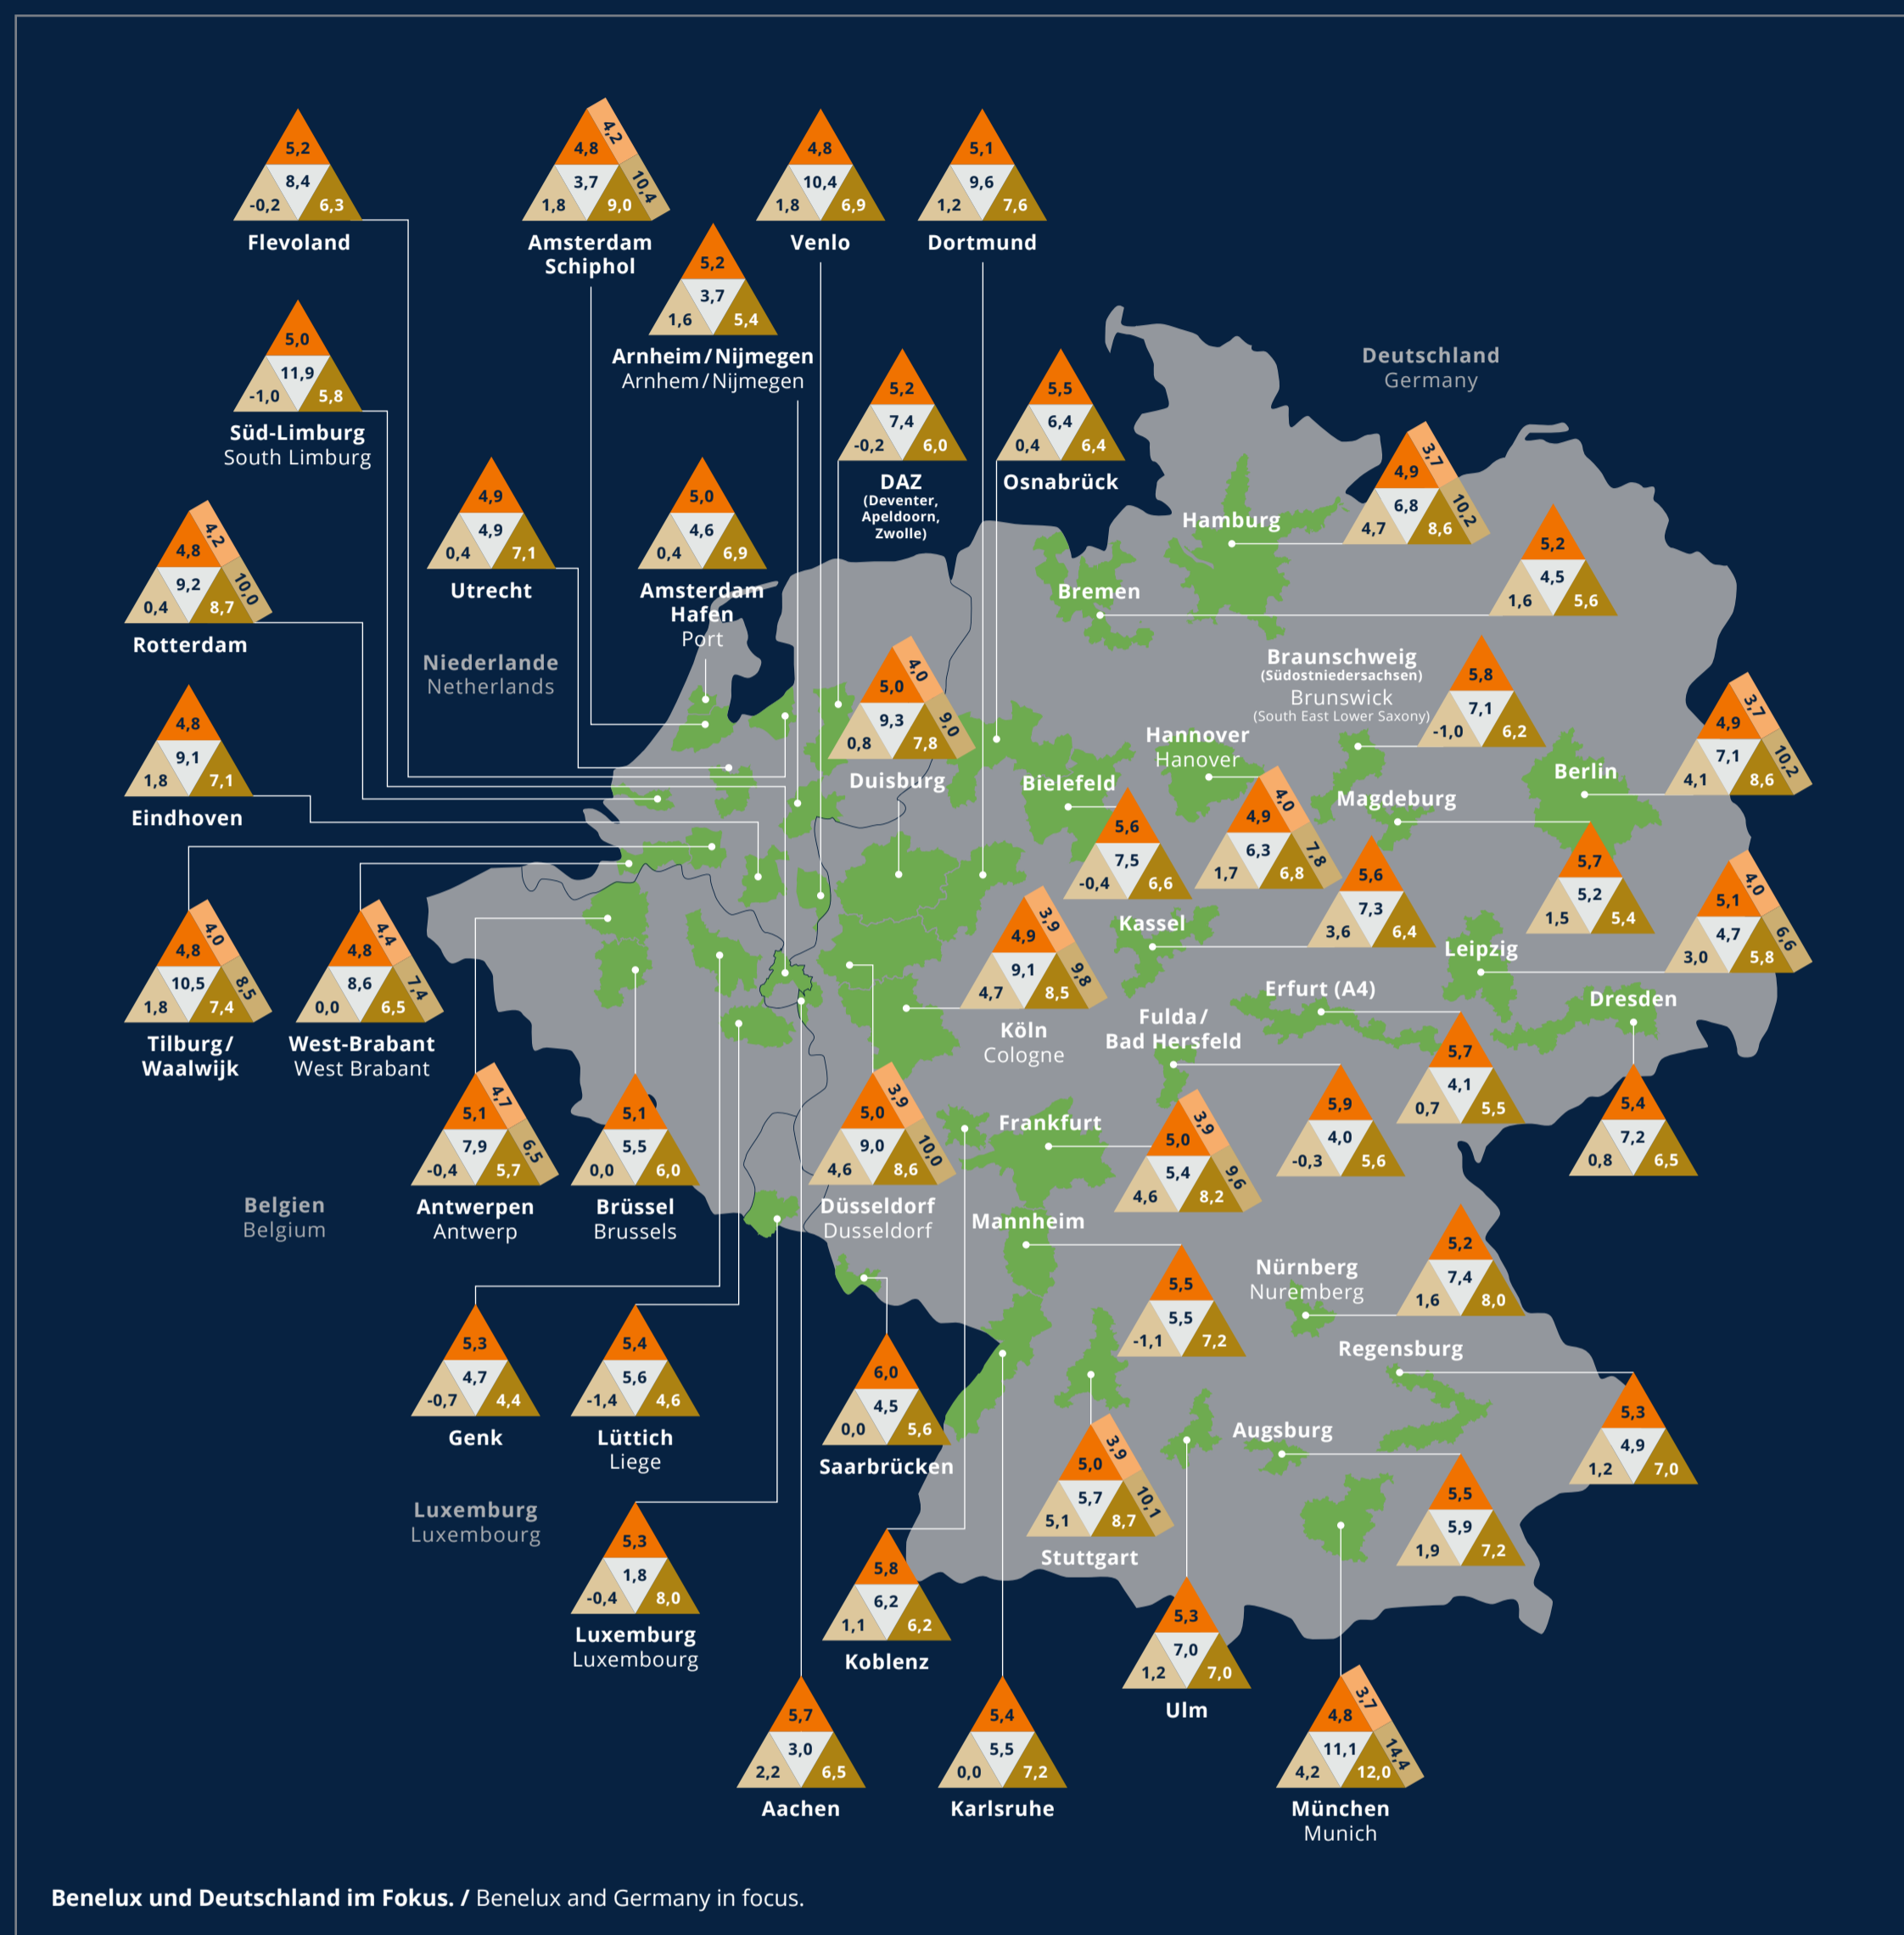 5,2
8,4
-0,2 6,3
Flevoland
4,8
4,2
3,7
10,4
1,8 9,0
Amsterdam
Schiphol
4,8
10,4
1,8 6,9
Venlo
5,1
9,6
1,2 7,6
Dortmund
5,2
3,7
1,6 5,4
Arnheim/Nijmegen
Arnhem/Nijmegen
5,0
11,9
-1,0 5,8
Süd-Limburg
South Limburg
5,2
7,4
-0,2 6,0
DAZ
(Deventer,
Apeldoorn,
Zwolle)
5,5
6,4
0,4 6,4
Osnabrück
Deutschland
Germany
4,9
3,7
6,8
10,2
4,7 8,6
Hamburg
4,9
4,9
0,4 7,1
Utrecht
5,0
4,6
0,4 6,9
Amsterdam
Hafen
Port
4,8
4,2
9,2
10,0
0,4 8,7
Rotterdam
5,2
4,5
1,6 5,6
Bremen
Niederlande
Netherlands
5,0
4,0
9,3
9,0
0,8 7,8
Duisburg
Braunschweig
(Südostniedersachsen)
Brunswick
(South East Lower Saxony)
5,8
7,1
-1,0 6,2
4,8
9,1
1,8 7,1
Eindhoven
Hannover
Hanover
4,9
4,0
6,3
7,8
1,7 6,8
Berlin
4,9
3,7
7,1
10,2
4,1 8,6
Bielefeld
5,6
7,5
-0,4 6,6
Magdeburg
5,7
5,2
1,5 5,4
Kassel
5,6
7,3
3,6 6,4
Leipzig
5,1
4,0
4,7
6,6
3,0 5,8
4,8
4,0
10,5
8,5
1,8 7,4
Tilburg/
Waalwijk
4,8
4,4
8,6
7,4
0,0 6,5
West-Brabant
West Brabant
4,9
3,9
9,1
9,8
4,7 8,5
Köln
Cologne
Erfurt (A4)
5,7
4,1
0,7 5,5
Dresden
5,4
7,2
0,8 6,5
Fulda/
Bad Hersfeld
5,9
4,0
-0,3 5,6
5,1
4,7
7,9
6,5
-0,4 5,7
Antwerpen
Antwerp
5,1
5,5
0,0 6,0
Brüssel
Brussels
5,0
3,9
9,0
10,0
4,6 8,6
Düsseldorf
Dusseldorf
Frankfurt
5,0
3,9
5,4
9,6
4,6 8,2
Belgien
Belgium
Mannheim
5,5
5,5
-1,1 7,2
Nürnberg
Nuremberg
5,2
7,4
1,6 8,0
5,3
4,7
-0,7 4,4
Genk
5,4
5,6
-1,4 4,6
Lüttich
Liege
6,0
4,5
0,0 5,6
Saarbrücken
Regensburg
5,3
4,9
1,2 7,0
5,0
3,9
5,7
10,1
5,1 8,7
Stuttgart
Augsburg
5,5
5,9
1,9 7,2
Luxemburg
Luxembourg
5,3
1,8
-0,4 8,0
Luxemburg
Luxembourg
5,8
6,2
1,1 6,2
Koblenz
5,3
7,0
1,2 7,0
Ulm
5,7
3,0
2,2 6,5
Aachen
5,4
5,5
0,0 7,2
Karlsruhe
4,8
3,7
11,1
14,4
4,2 12,0
München
Munich
Benelux und Deutschland im Fokus. / Benelux and Germany in focus.